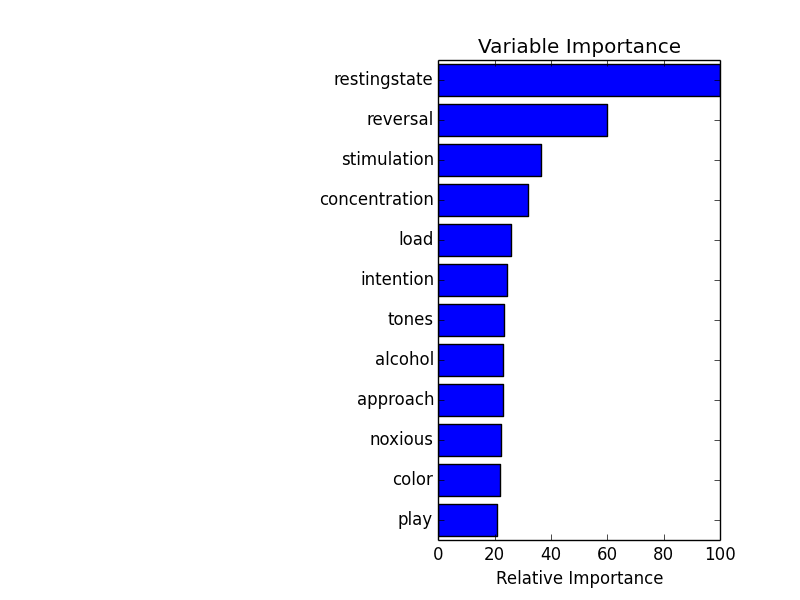 Variable Importance
restingstate
reversal
stimulation
concentration
load
intention
tones
alcohol
approach
noxious
color
play
0 20 40 60 80 100
Relative Importance